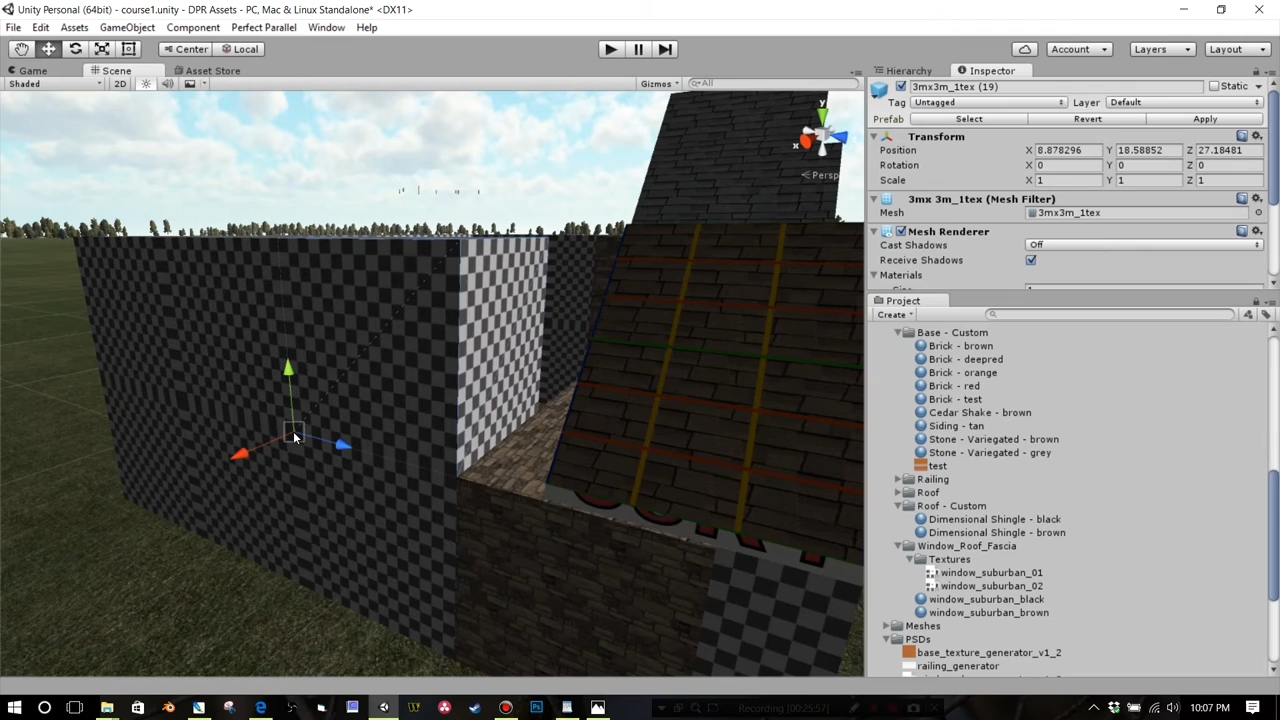 Unity Personal (64bit) - course1.unity - DPR Assets - PC, Mac & Linux Standalone* <DX11>
File Edit Assets GameObject Component Perfect Parallel Window Help
Center Local Account Layers Layout
Game Scene Asset Store Hierarchy Inspector
Shaded 2D Gizmos All 3mx3m_1tex (19) Static
Tag Untagged Layer Default
Prefab Select Revert Apply
Transform
Position X 8.878296 Y 18.58852 Z 27.18481
Rotation X 0 Y 0 Z 0
Scale X 1 Y 1 Z 1
3mx 3m_1tex (Mesh Filter)
Mesh 3mx3m_1tex
Mesh Renderer
Cast Shadows Off
Receive Shadows
Materials
y
x
Persp
Project
Create
Base - Custom
Brick - brown
Brick - deepred
Brick - orange
Brick - red
Brick - test
Cedar Shake - brown
Siding - tan
Stone - Variegated - brown
Stone - Variegated - grey
test
Railing
Roof
Roof - Custom
Dimensional Shingle - black
Dimensional Shingle - brown
Window_Roof_Fascia
Textures
window_suburban_01
window_suburban_02
window_suburban_black
window_suburban_brown
Meshes
PSDs
base_texture_generator_v1_2
railing_generator
Recording [00:25:57]
10:07 PM